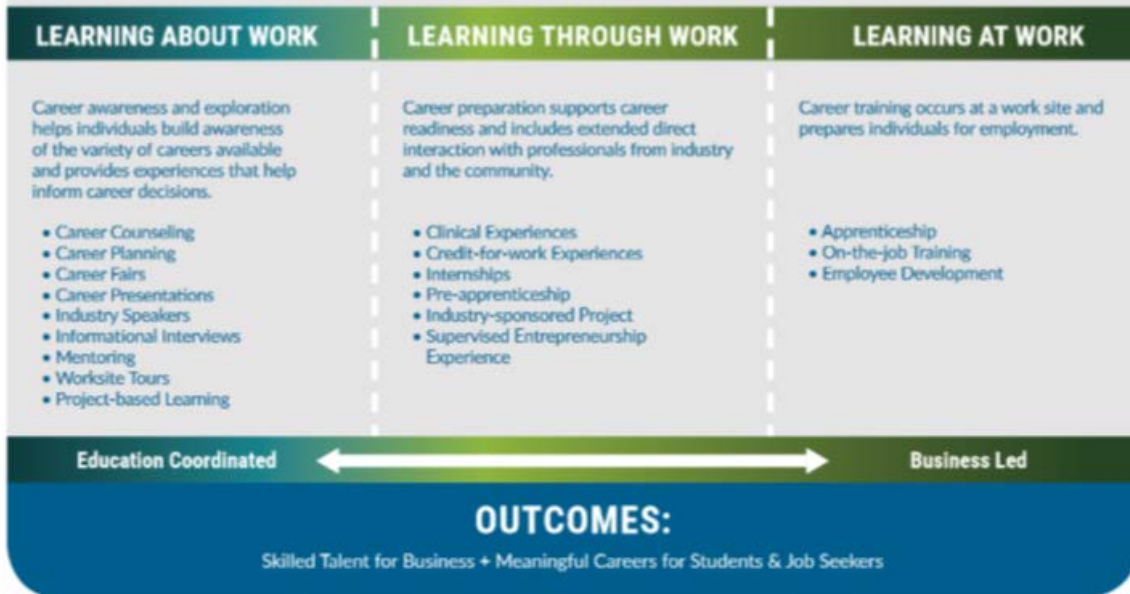 LEARNING ABOUT WORK
Career awareness and exploration
helps individuals build awareness
of the variety of careers available
and provides experiences that help
inform career decisions.
• Career Counseling
• Career Planning
• Career Fairs
• Career Presentations
• Industry Speakers
• Informational Interviews
• Mentoring
• Worksite Tours
• Project-based Learning
LEARNING THROUGH WORK
Career preparation supports career
readiness and includes extended direct
interaction with professionals from industry
and the community.
• Clinical Experiences
• Credit-for-work Experiences
• Internships
• Pre-apprenticeship
• Industry-sponsored Project
• Supervised Entrepreneurship
Experience
LEARNING AT WORK
Career training occurs at a work site and
prepares individuals for employment.
• Apprenticeship
• On-the-job Training
• Employee Development
Education Coordinated
Business Led
OUTCOMES:
Skilled Talent for Business + Meaningful Careers for Students & Job Seekers